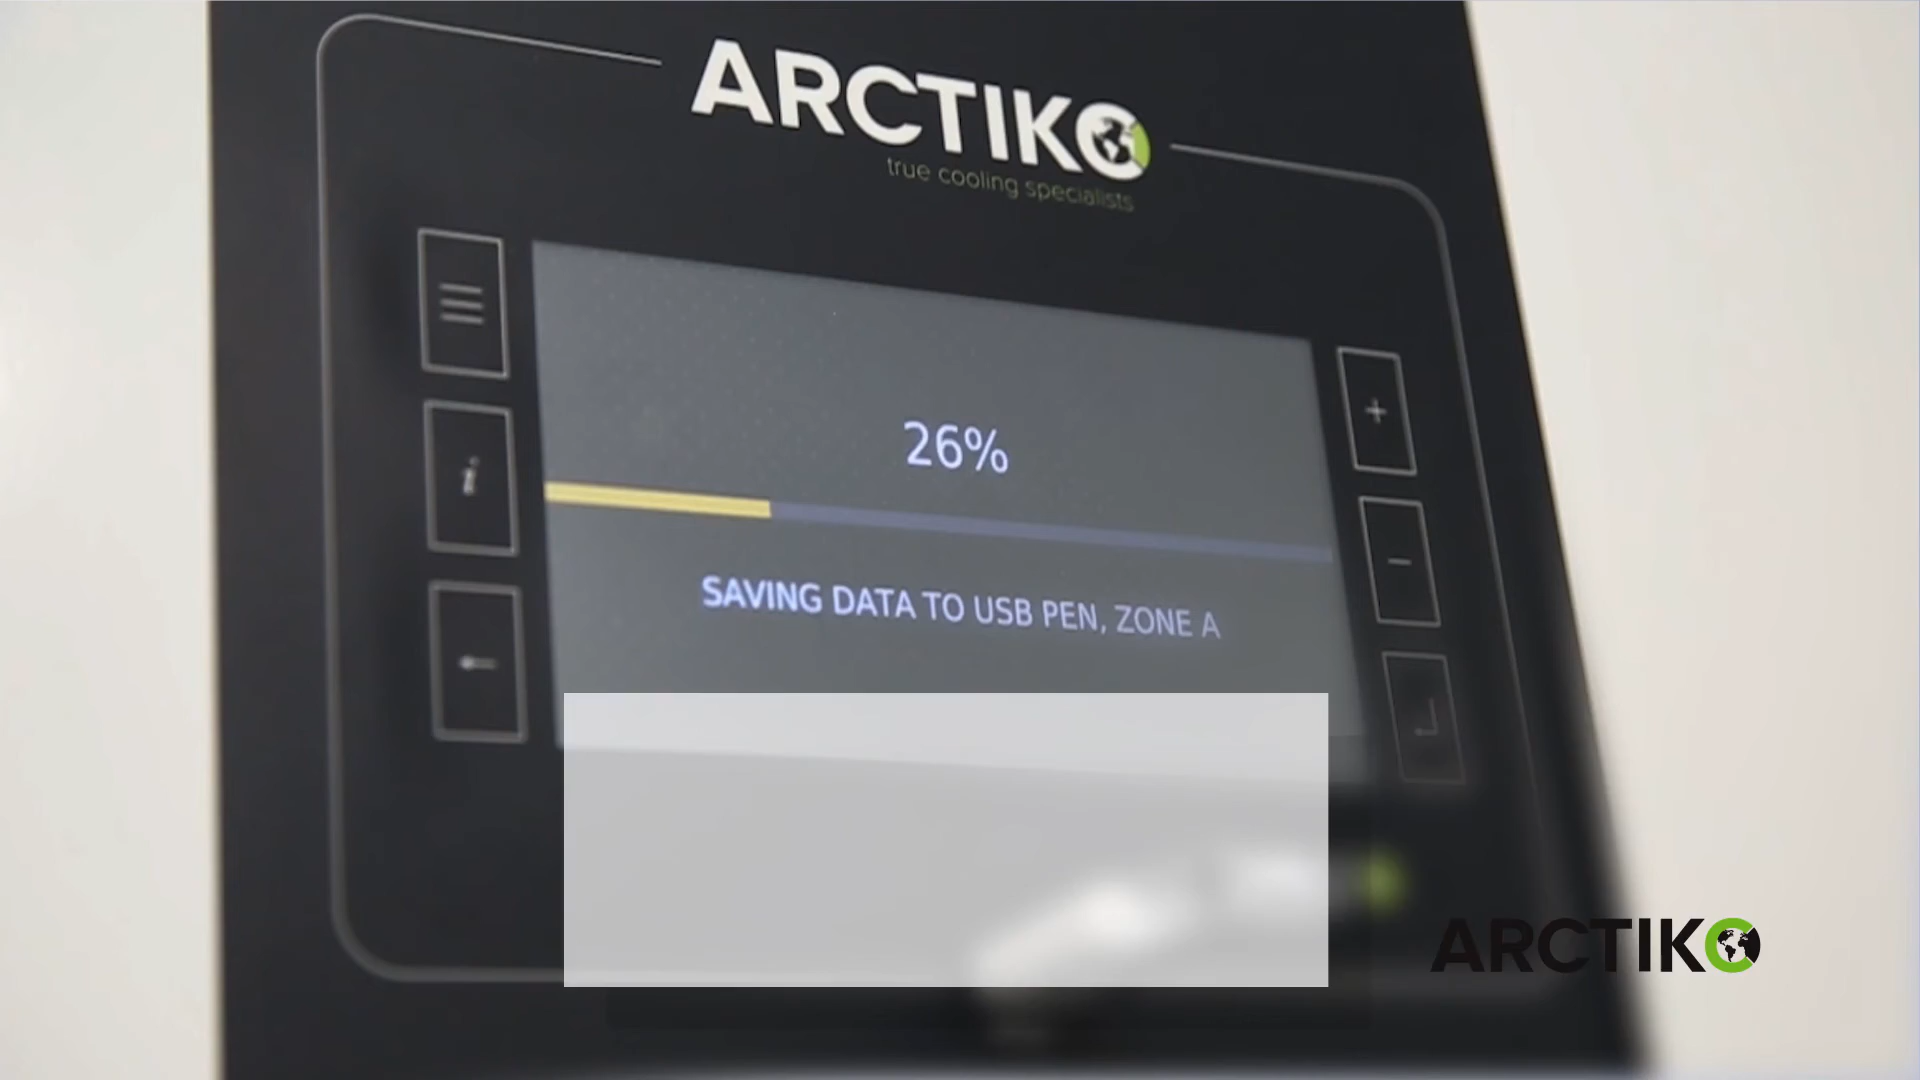 ARCTIKO
true cooling specialists
26%
SAVING DATA TO USB PEN, ZONE A
ARCTIKO